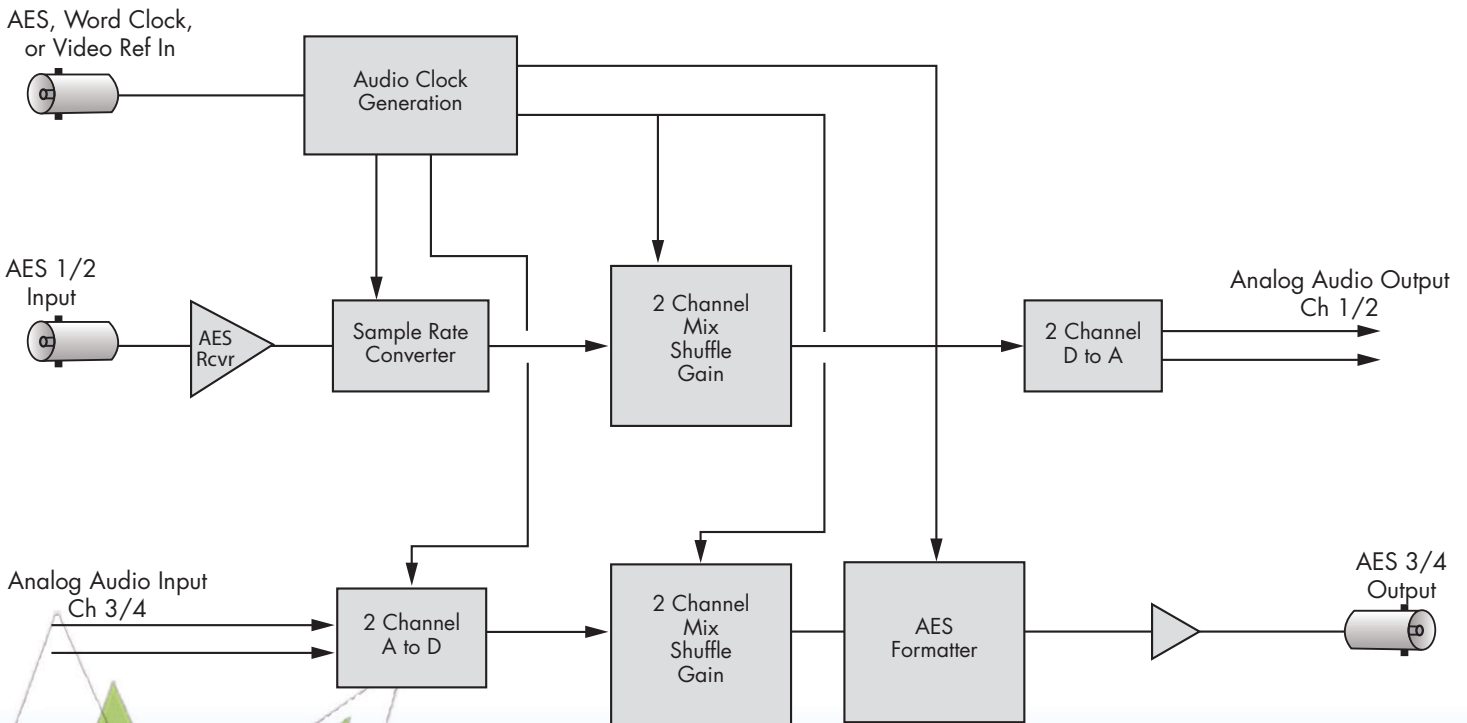 AES, Word Clock,
or Video Ref In
Audio Clock
Generation
AES 1/2
Input
AES
Rcvr
Sample Rate
Converter
2 Channel
Mix
Shuffle
Gain
2 Channel
D to A
Analog Audio Output
Ch 1/2
Analog Audio Input
Ch 3/4
2 Channel
A to D
2 Channel
Mix
Shuffle
Gain
AES
Formatter
AES 3/4
Output